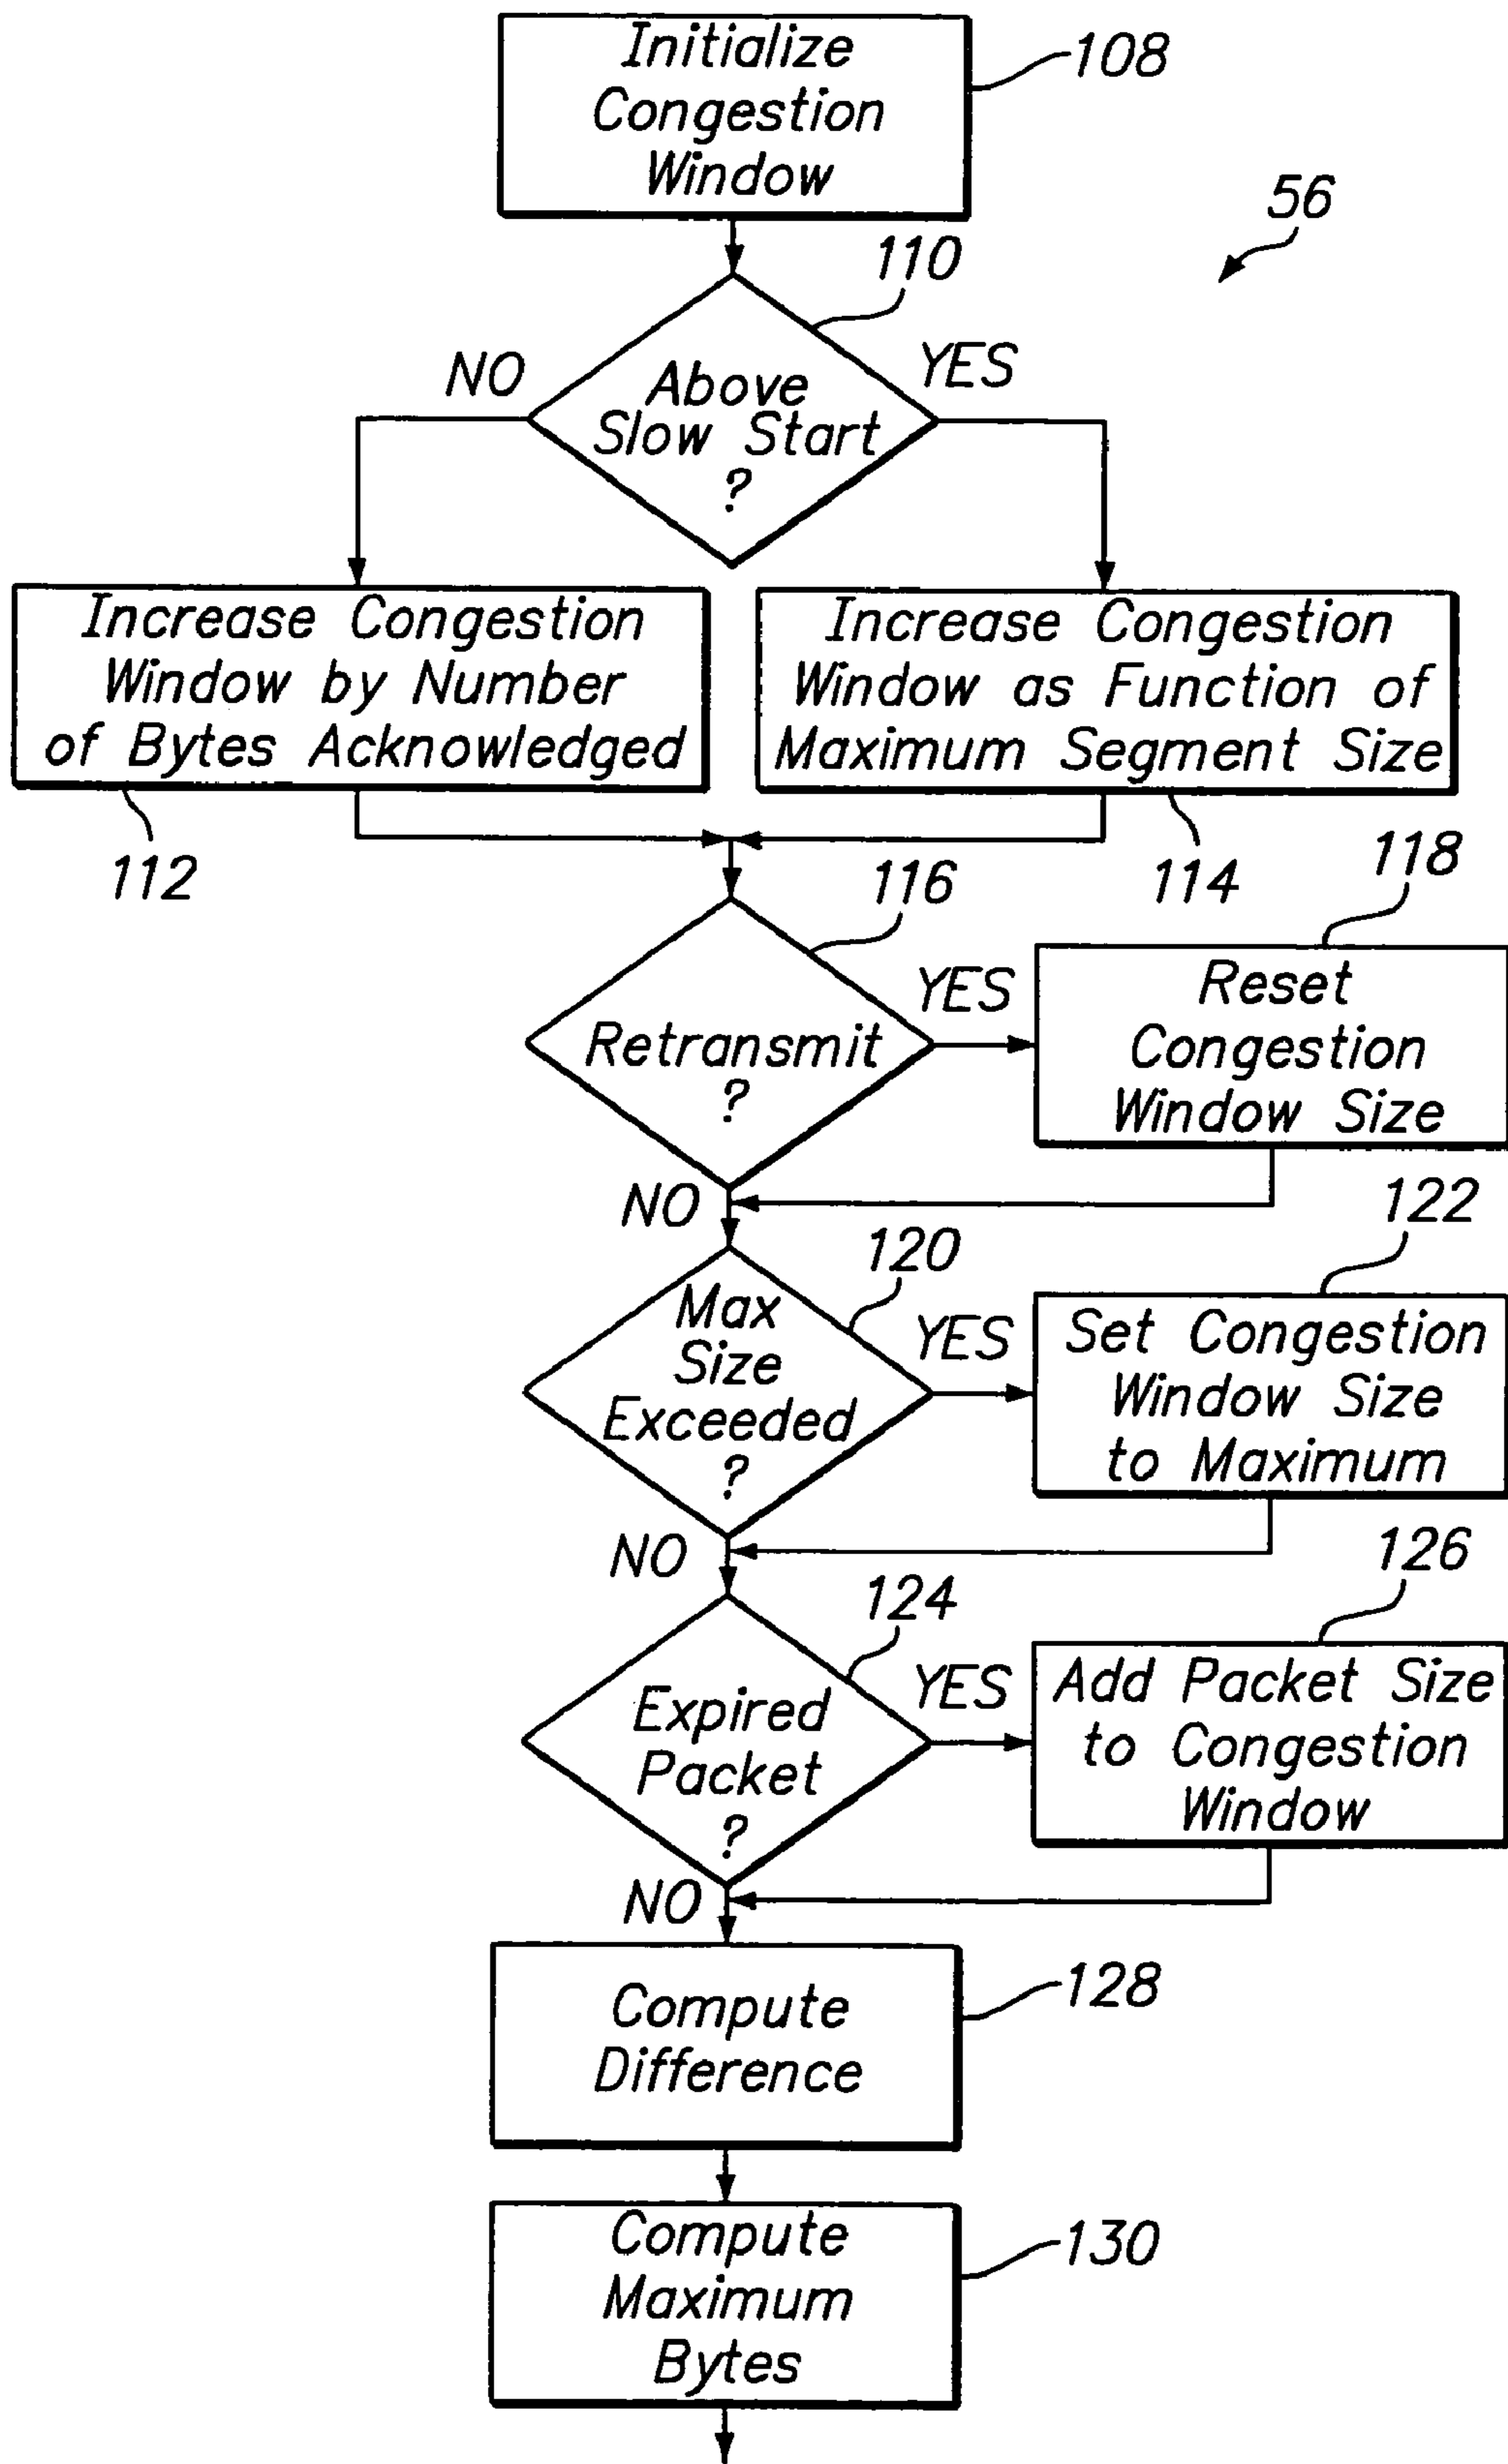 Initialize
Congestion
Window
108
56
110
NO
YES
Above
Slow Start
?
Increase Congestion
Window by Number
of Bytes Acknowledged
Increase Congestion
Window as Function of
Maximum Segment Size
112
114
116
118
Retransmit
?
YES
Reset
Congestion
Window Size
NO
120
122
Max
Size
Exceeded
?
YES
Set Congestion
Window Size
to Maximum
NO
124
126
Expired
Packet
?
YES
Add Packet Size
to Congestion
Window
NO
Compute
Difference
128
Compute
Maximum
Bytes
130